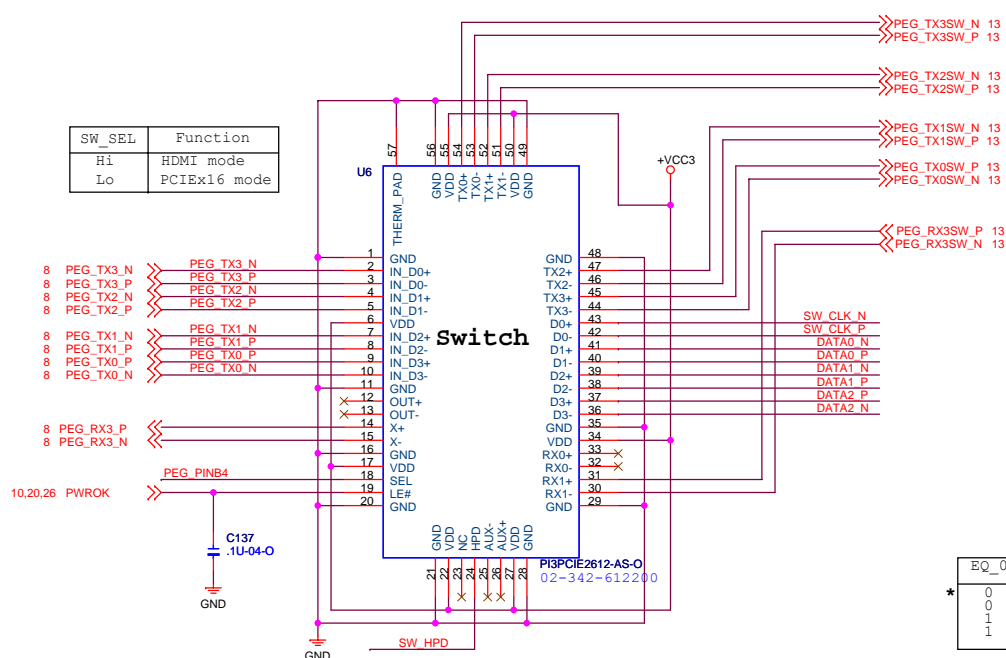 PEG_TX3SW_N 13
PEG_TX3SW_P 13
PEG_TX2SW_N 13
PEG_TX2SW_P 13
PEG_TX1SW_N 13
PEG_TX1SW_P 13
PEG_TX0SW_P 13
PEG_TX0SW_N 13
PEG_RX3SW_P 13
PEG_RX3SW_N 13
SW_SEL Function
Hi HDMI mode
Lo PCIEx16 mode
+VCC3
U6
57 56 55 54 53 52 51 50 49
THERM_PAD GND VDD TX0+ TX0- TX1+ TX1- VDD GND
8 PEG_TX3_N PEG_TX3_N
8 PEG_TX3_P PEG_TX3_P
8 PEG_TX2_N PEG_TX2_N
8 PEG_TX2_P PEG_TX2_P
8 PEG_TX1_N PEG_TX1_N
8 PEG_TX1_P PEG_TX1_P
8 PEG_TX0_P PEG_TX0_P
8 PEG_TX0_N PEG_TX0_N
8 PEG_RX3_P
8 PEG_RX3_N
PEG_PINB4
10,20,26 PWROK
1 GND
2 IN_D0+
3 IN_D0-
4 IN_D1+
5 IN_D1-
6 VDD
7 IN_D2+
8 IN_D2-
9 IN_D3+
10 IN_D3-
11 GND
12 OUT+
13 OUT-
14 X+
15 X-
16 GND
17 VDD
18 SEL
19 LE#
20 GND
Switch
GND 48
TX2+ 47
TX2- 46
TX3+ 45
TX3- 44
D0+ 43 SW_CLK_N
D0- 42 SW_CLK_P
D1+ 41 DATA0_N
D1- 40 DATA0_P
D2+ 39 DATA1_N
D2- 38 DATA1_P
D3+ 37 DATA2_P
D3- 36 DATA2_N
GND 35
VDD 34
RX0+ 33
RX0- 32
RX1+ 31
RX1- 30
GND 29
GND VDD NC HPD AUX- AUX+ VDD GND
21 22 23 24 25 26 27 28
C137
.1U-04-O
GND
PI3PCIE2612-AS-O
02-342-612200
SW_HPD
GND
EQ_0
* 0
0
1
1